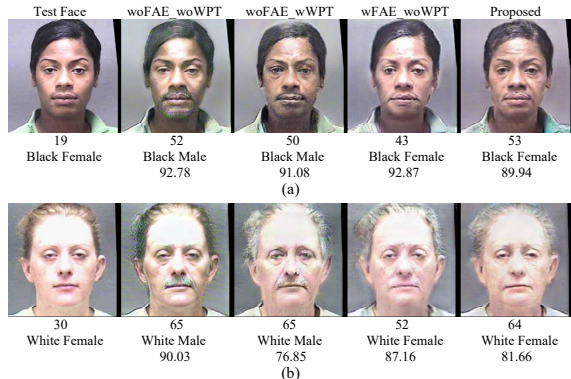 Test Face woFAE_woWPT woFAE_wWPT wFAE_woWPT Proposed
19 52 50 43 53
Black Female Black Male Black Male Black Female Black Female
92.78 91.08 92.87 89.94
(a)
30 65 65 52 64
White Female White Male White Male White Female White Female
90.03 76.85 87.16 81.66
(b)